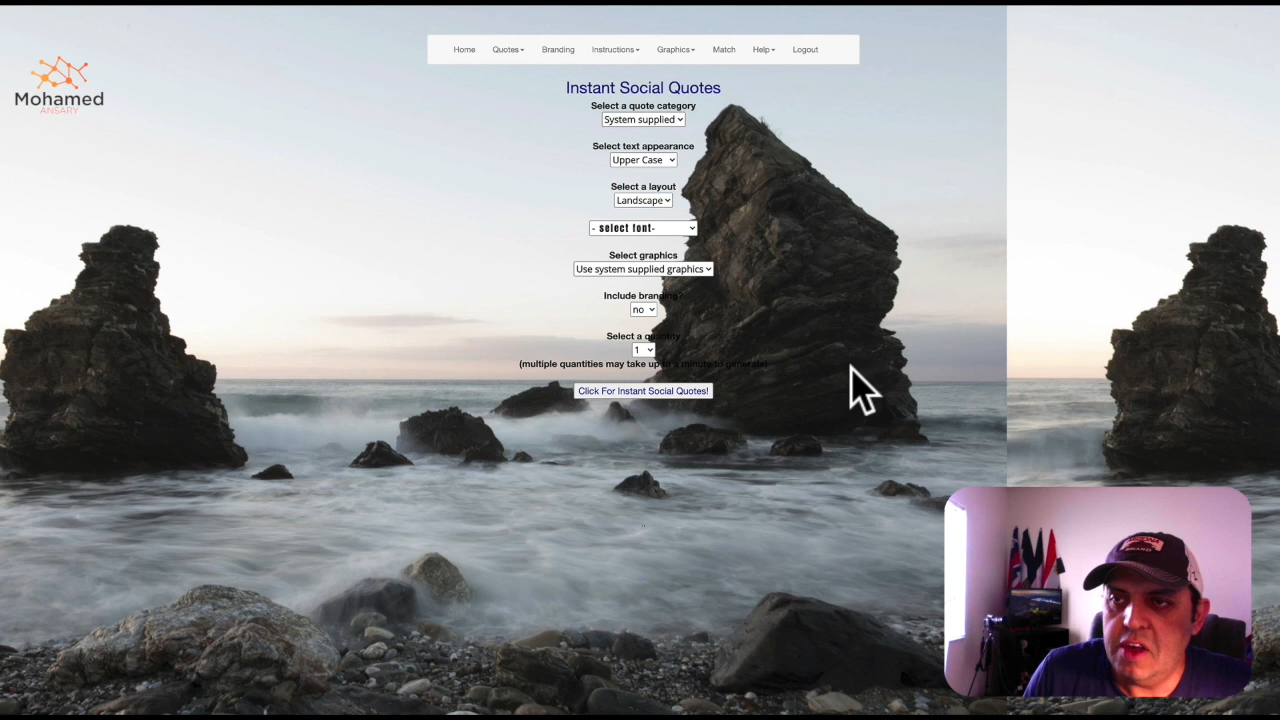 Home Quotes Branding Instructions Graphics Match Help Logout
Mohamed
ANSARY
Instant Social Quotes
Select a quote category
System supplied
Select text appearance
Upper Case
Select a layout
Landscape
- select font-
Select graphics
Use system supplied graphics
Include branding?
no
Select a quantity
1
(multiple quantities may take up to a minute to generate)
Click For Instant Social Quotes!